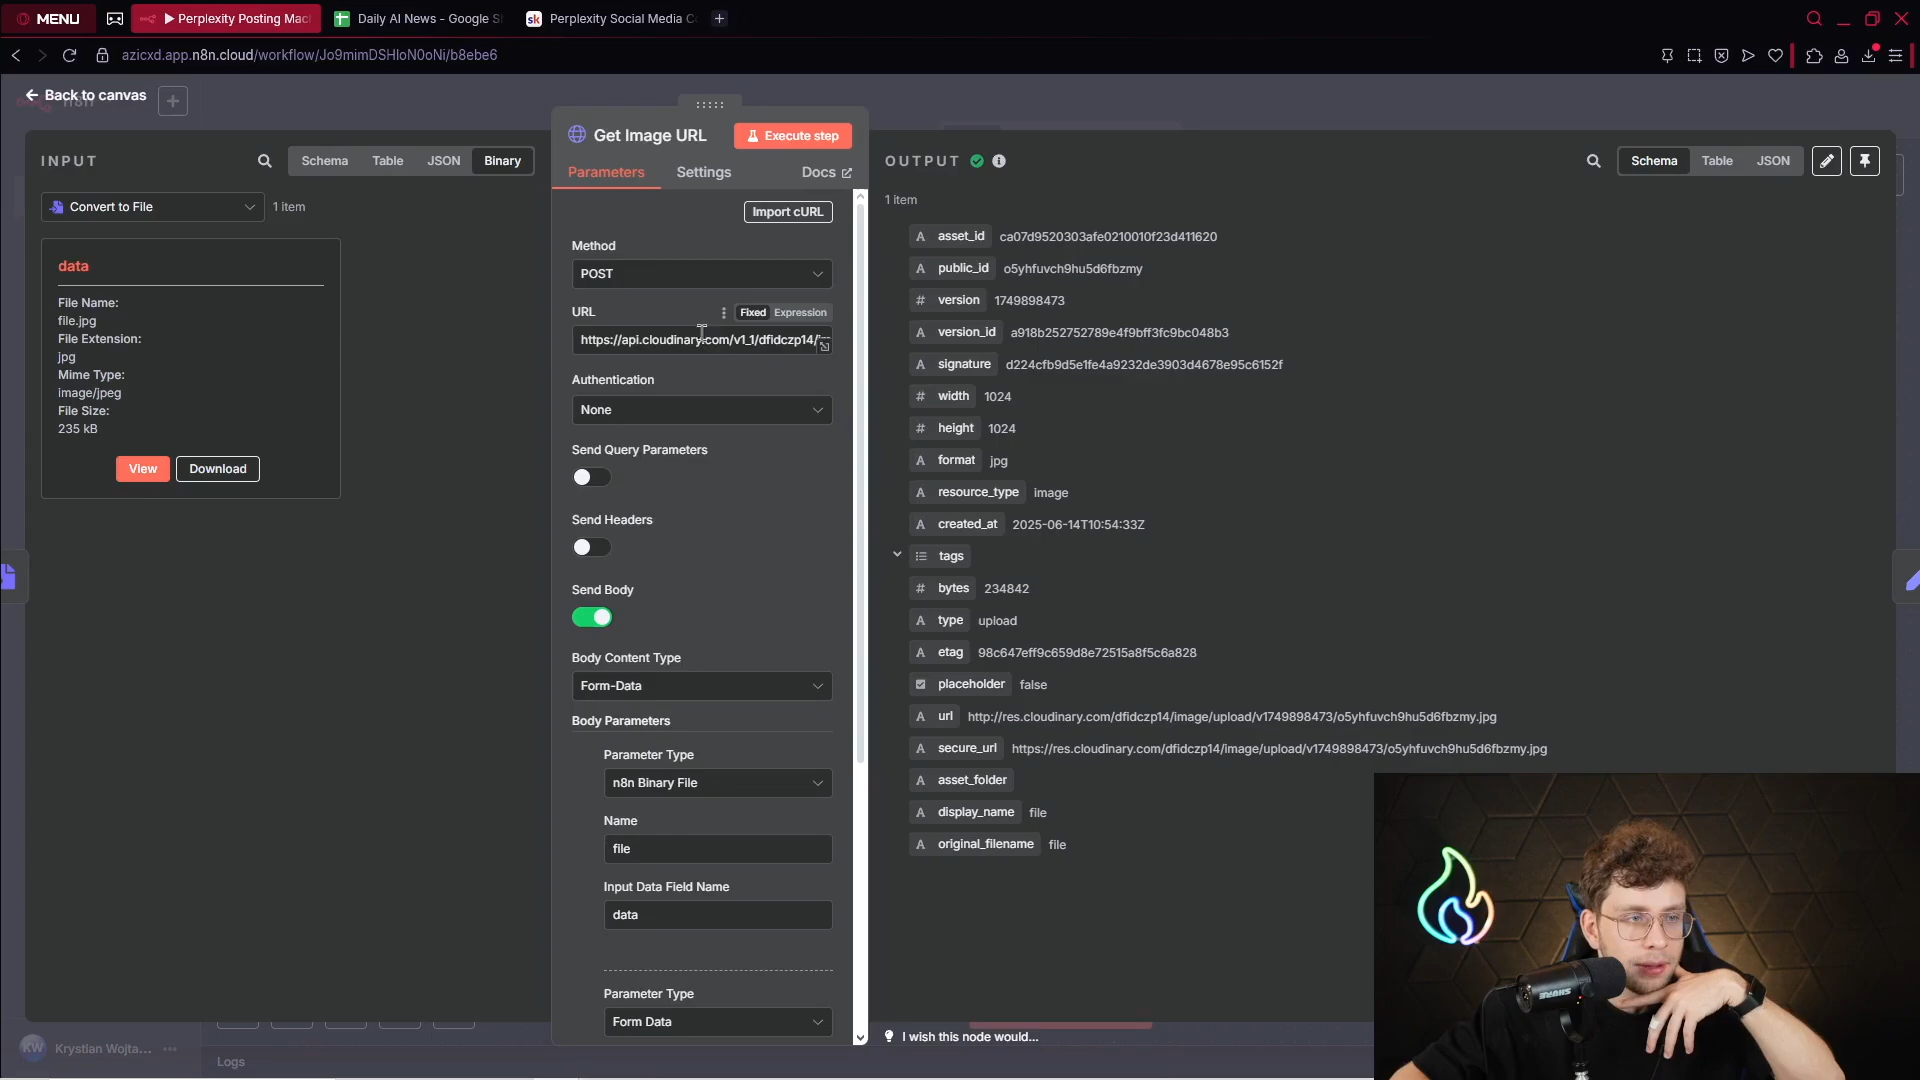 MENU
Perplexity Posting Mac
Daily AI News - Google S
sk
Perplexity Social Media C
azicxd.app.n8n.cloud/workflow/Jo9mimDSHloN0oNi/b8ebe6
Back to canvas
INPUT
Schema
Table
JSON
Binary
Convert to File
1 item
data
File Name:
file.jpg
File Extension:
jpg
Mime Type:
image/jpeg
File Size:
235 kB
View
Download
Get Image URL
Execute step
Parameters
Settings
Docs
Import cURL
Method
POST
URL
Fixed
Expression
https://api.cloudinary.com/v1_1/dfidczp14/
Authentication
None
Send Query Parameters
Send Headers
Send Body
Body Content Type
Form-Data
Body Parameters
Parameter Type
n8n Binary File
Name
file
Input Data Field Name
data
Parameter Type
Form Data
OUTPUT
Schema
Table
JSON
1 item
A asset_id ca07d9520303afe0210010f23d411620
A public_id o5yhfuvch9hu5d6fbzmy
# version 1749898473
A version_id a918b252752789e4f9bff3fc9bc048b3
A signature d224cfb9d5e1fe4a9232de3903d4678e95c6152f
# width 1024
# height 1024
A format jpg
A resource_type image
A created_at 2025-06-14T10:54:33Z
tags
# bytes 234842
A type upload
A etag 98c647eff9c659d8e72515a8f5c6a828
placeholder false
A url http://res.cloudinary.com/dfidczp14/image/upload/v1749898473/o5yhfuvch9hu5d6fbzmy.jpg
A secure_url https://res.cloudinary.com/dfidczp14/image/upload/v1749898473/o5yhfuvch9hu5d6fbzmy.jpg
A asset_folder
A display_name file
A original_filename file
I wish this node would...
KW
Krystian Wojta...
Logs
SHURE